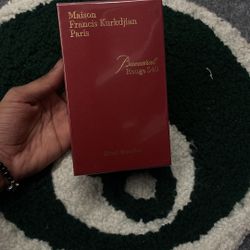 Maison
Francis Kurkdjian
Paris
Baccarat
Rouge 540